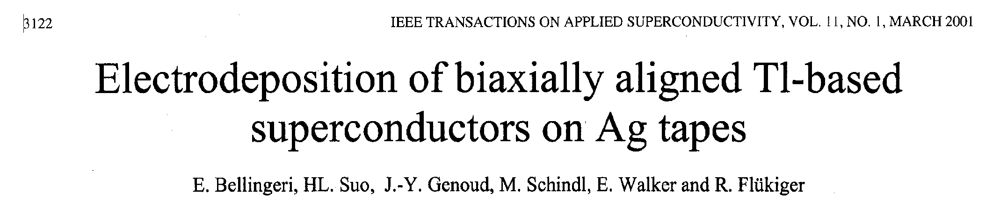 3122
IEEE TRANSACTIONS ON APPLIED SUPERCONDUCTIVITY, VOL. 11, NO. 1, MARCH 2001
Electrodeposition of biaxially aligned Tl-based
superconductors on Ag tapes
E. Bellingeri, HL. Suo, J.-Y. Genoud, M. Schindl, E. Walker and R. Flükiger